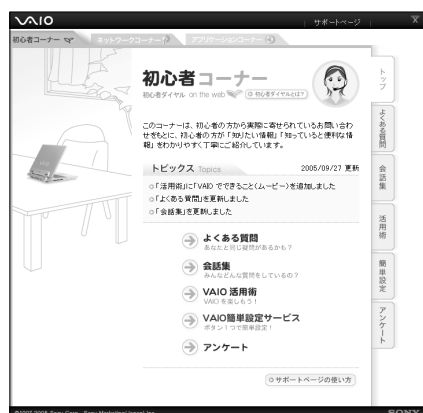 VAIO
サポートページ
初心者コーナー
ネットワークコーナー
アプリケーションコーナー
初心者コーナー
初心者ダイヤル on the web
初心者ダイヤルとは?
このコーナーは、初心者の方から実際に寄せられているお問い合わ
せをもとに、初心者の方が「知りたい情報」「知っていると便利な情
報」をわかりやすく丁寧にご紹介しています。
トピックス Topics
2005/09/27 更新
「活用術」に「VAIO でできること(ムービー)を追加しました
「よくある質問」を更新しました
「会話集」を更新しました
よくある質問
あなたと同じ疑問があるかも?
会話集
みんなどんな質問をしているの?
VAIO 活用術
VAIO を楽しもう!
VAIO簡単設定サービス
ボタン1つで簡単設定!
アンケート
サポートページの使い方
トップ
よくある質問
会話集
活用術
簡単設定
アンケート
SONY